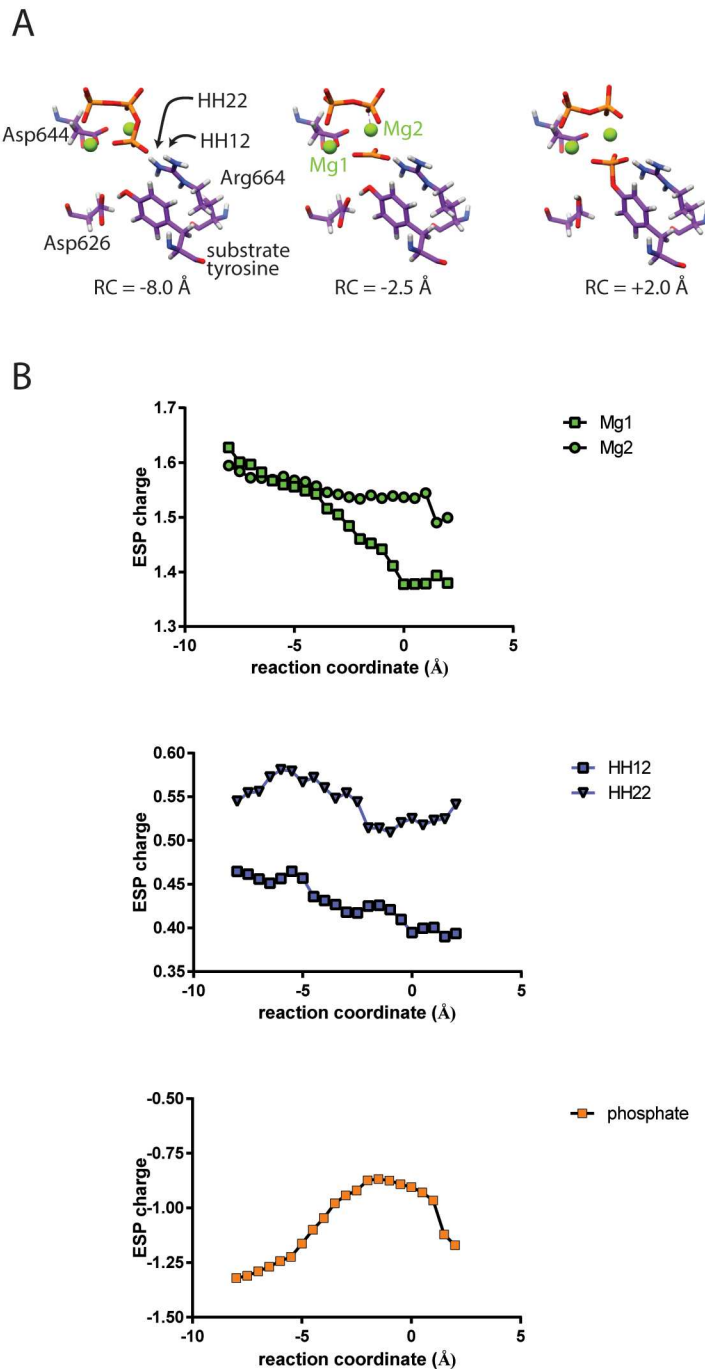 A
HH22
Asp644
HH12
Mg2
Mg1
Arg664
Asp626
substrate
tyrosine
RC = -8.0 Å
RC = -2.5 Å
RC = +2.0 Å
B
1.7
1.6
1.5
1.4
1.3
ESP charge
-10
-5
0
5
reaction coordinate (Å)
Mg1
Mg2
0.60
0.55
0.50
0.45
0.40
0.35
ESP charge
-10
-5
0
5
reaction coordinate (Å)
HH12
HH22
-0.50
-0.75
-1.00
-1.25
-1.50
ESP charge
-10
-5
0
5
reaction coordinate (Å)
phosphate